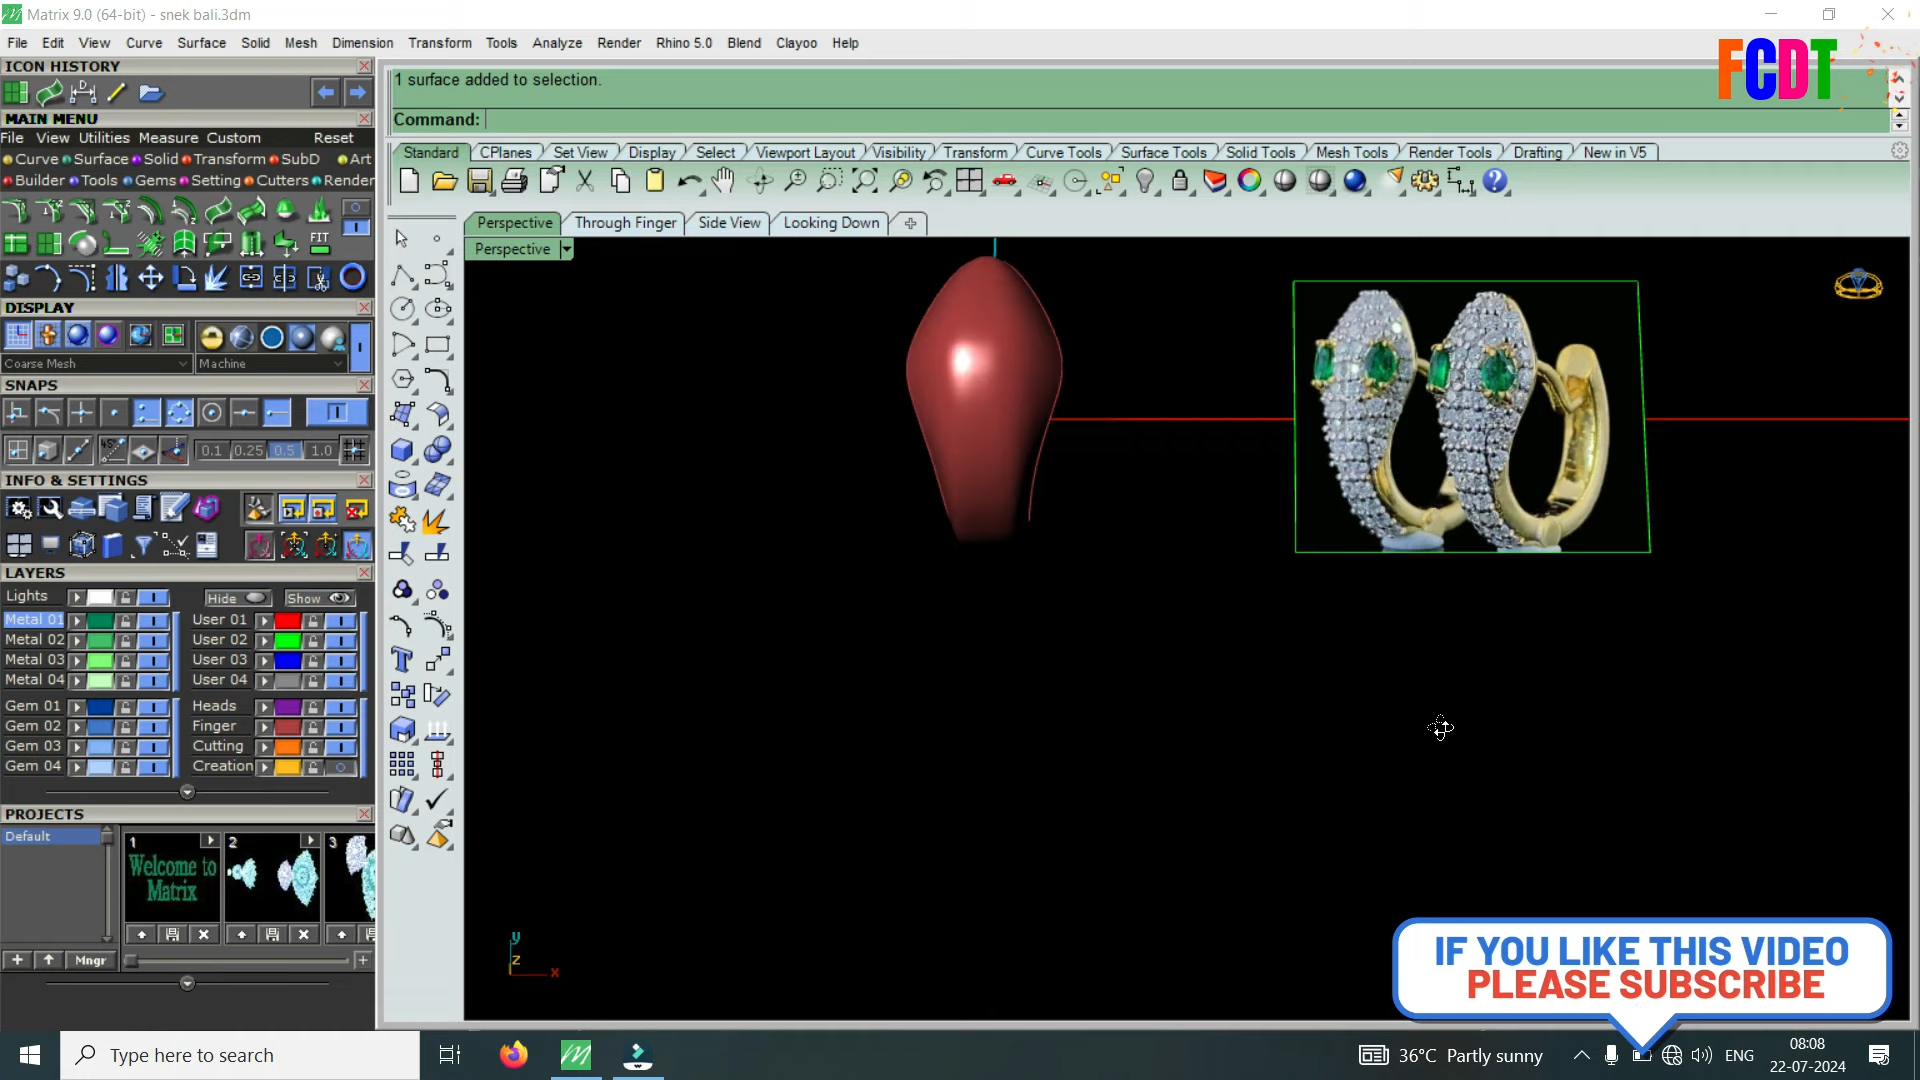 Matrix 9.0 (64-bit) - snek bali.3dm
File Edit View Curve Surface Solid Mesh Dimension Transform Tools Analyze Render Rhino 5.0 Blend Clayoo Help
FCDT
ICON HISTORY
1 surface added to selection.
Command:
MAIN MENU
File View Utilities Measure Custom Reset
Curve Surface Solid Transform SubD Art
Builder Tools Gems Setting Cutters Render
Standard CPlanes Set View Display Select Viewport Layout Visibility Transform Curve Tools Surface Tools Solid Tools Mesh Tools Render Tools Drafting New in V5
Perspective Through Finger Side View Looking Down
Perspective
FIT
DISPLAY
Coarse Mesh Machine
SNAPS
0.1 0.25 0.5 1.0
INFO & SETTINGS
LAYERS
Lights Hide Show
Metal 01 User 01
Metal 02 User 02
Metal 03 User 03
Metal 04 User 04
Gem 01 Heads
Gem 02 Finger
Gem 03 Cutting
Gem 04 Creation
PROJECTS
Default
1 2 3
Welcome to
Matrix
Mngr
y
z
x
IF YOU LIKE THIS VIDEO
PLEASE SUBSCRIBE
Type here to search
36°C Partly sunny
ENG
08:08
22-07-2024